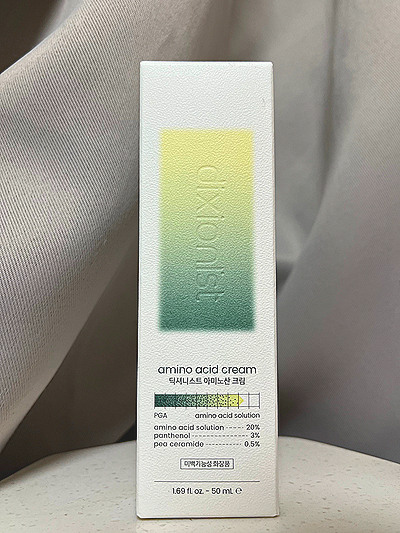 dixionist
amino acid cream
딕셔니스트 아미노산 크림
PGA amino acid solution
amino acid solution ----- 20%
panthenol ----- 3%
pea ceramide ----- 0.5%
미백기능성 화장품
1.69 fl. oz. - 50 mL ℮